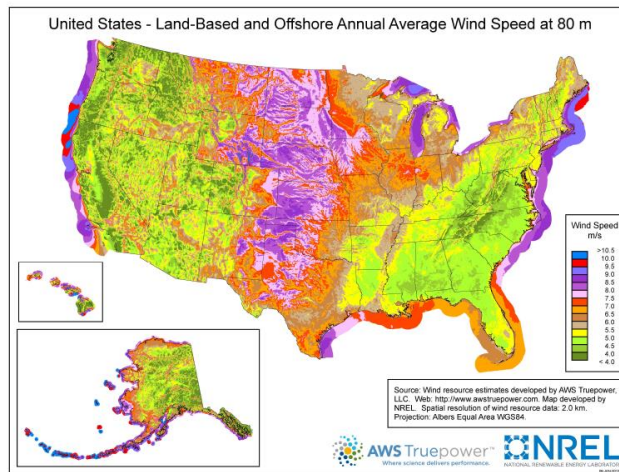 United States - Land-Based and Offshore Annual Average Wind Speed at 80 m
Wind Speed
m/s
>10.5
10.0
9.5
9.0
8.5
8.0
7.5
7.0
6.5
6.0
5.5
5.0
4.5
4.0
< 4.0
Source: Wind resource estimates developed by AWS Truepower,
LLC. Web: http://www.awstruepower.com. Map developed by
NREL. Spatial resolution of wind resource data: 2.0 km.
Projection: Albers Equal Area WGS84.
AWS Truepower™
Where science delivers performance.
NREL
NATIONAL RENEWABLE ENERGY LABORATORY